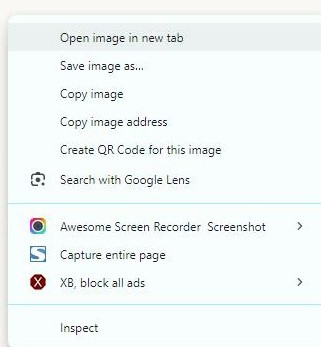 Open image in new tab
Save image as...
Copy image
Copy image address
Create QR Code for this image
Search with Google Lens
Awesome Screen Recorder  Screenshot
Capture entire page
XB, block all ads
Inspect